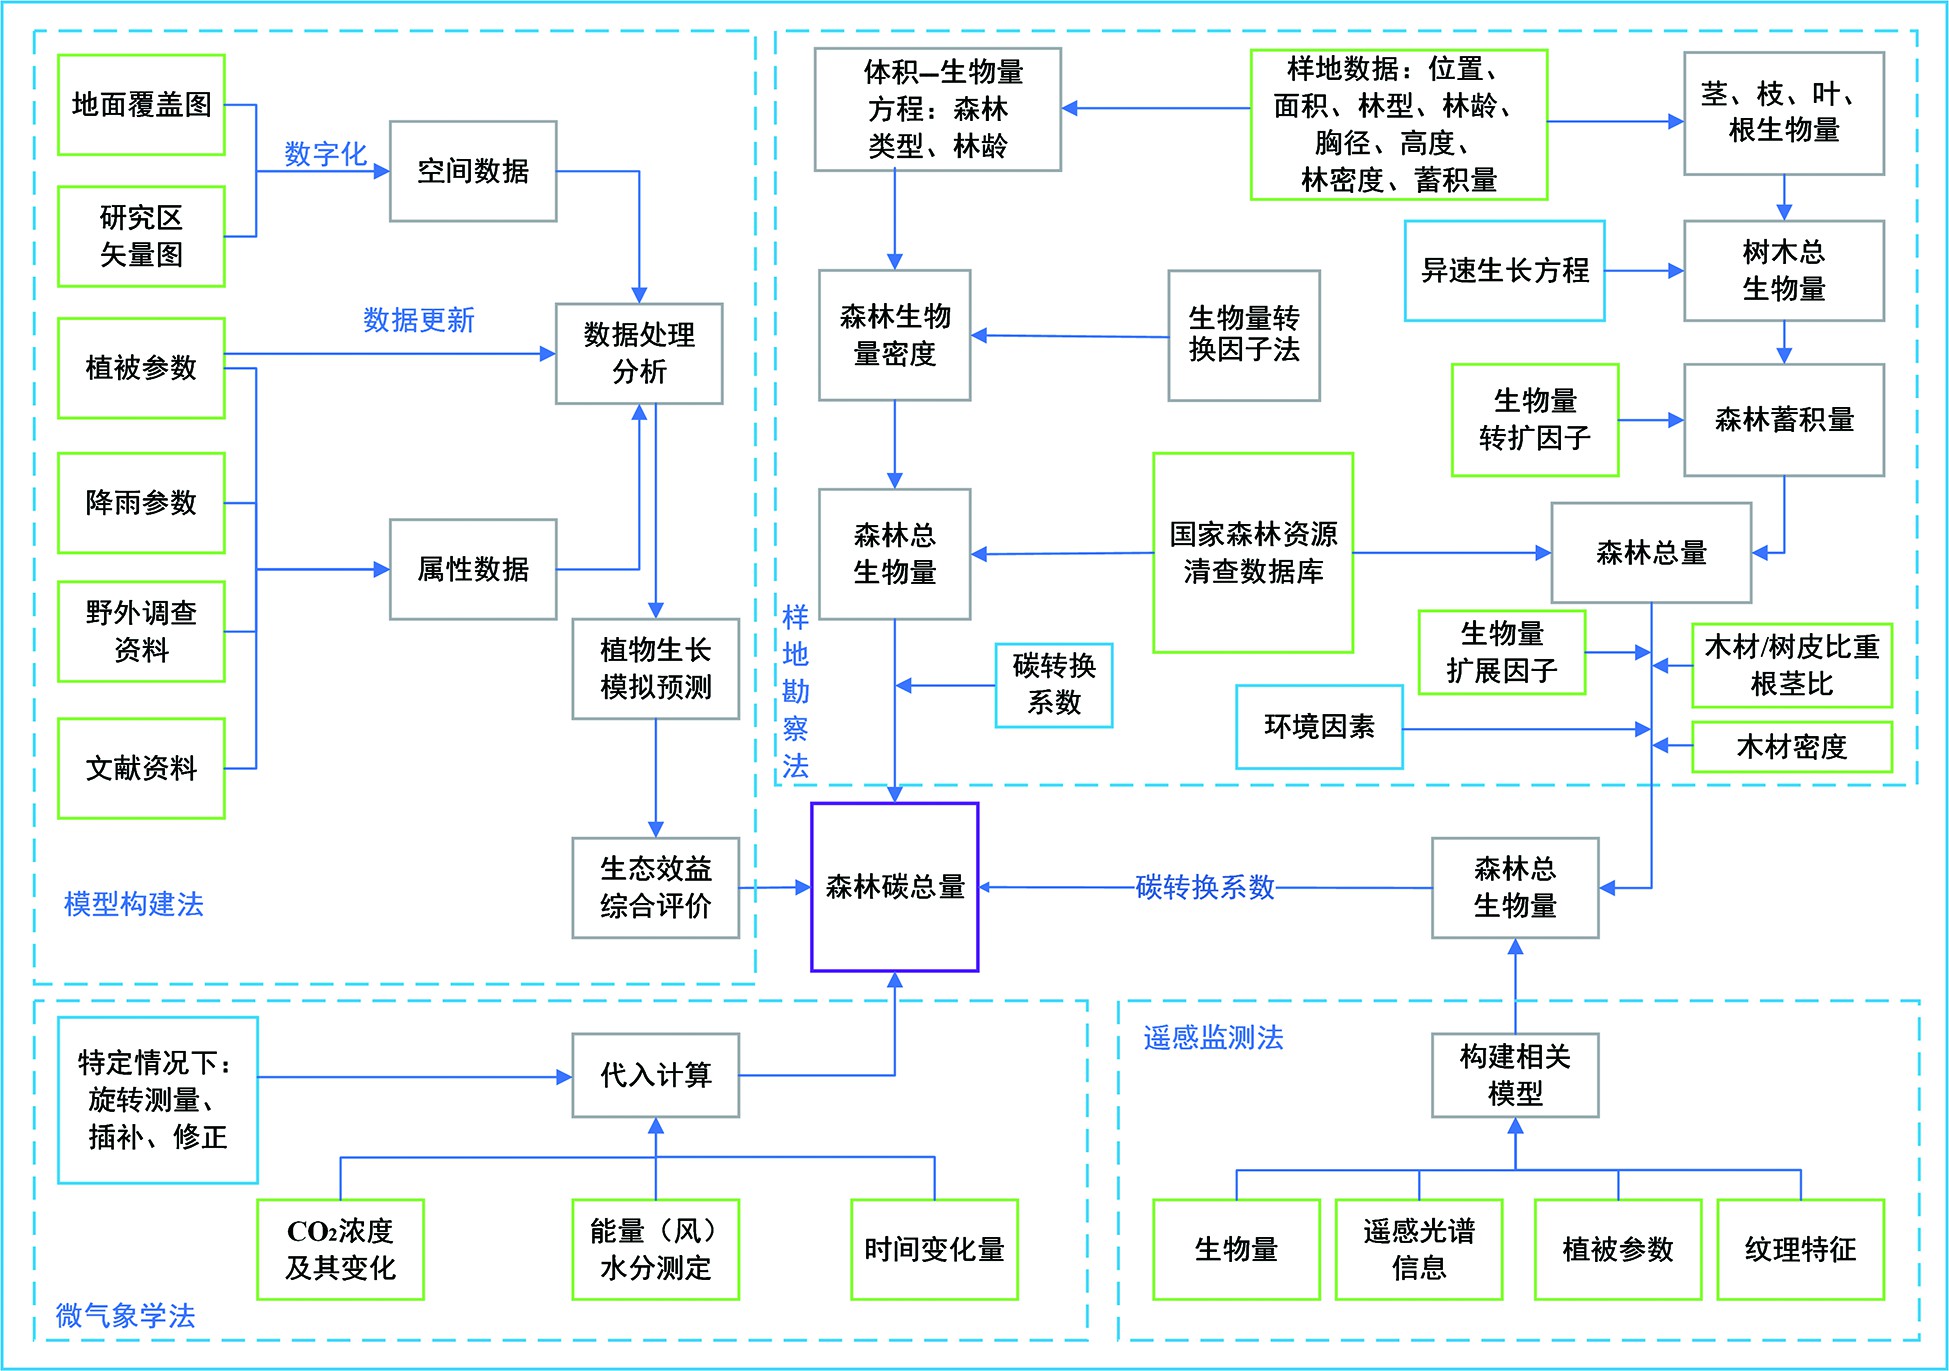 地面覆盖图
研究区
矢量图
数字化
空间数据
植被参数
数据更新
数据处理
分析
降雨参数
野外调查
资料
属性数据
文献资料
植物生长
模拟预测
生态效益
综合评价
模型构建法
体积—生物量
方程：森林
类型、林龄
样地数据：位置、
面积、林型、林龄、
胸径、高度、
林密度、蓄积量
茎、枝、叶、
根生物量
异速生长方程
树木总
生物量
森林生物
量密度
生物量转
换因子法
生物量
转扩因子
森林蓄积量
森林总
生物量
国家森林资源
清查数据库
森林总量
样
地
勘
察
法
碳转换
系数
生物量
扩展因子
木材/树皮比重
根茎比
环境因素
木材密度
森林碳总量
碳转换系数
森林总
生物量
特定情况下：
旋转测量、
插补、修正
代入计算
CO₂浓度
及其变化
能量（风）
水分测定
时间变化量
微气象学法
遥感监测法
构建相关
模型
生物量
遥感光谱
信息
植被参数
纹理特征